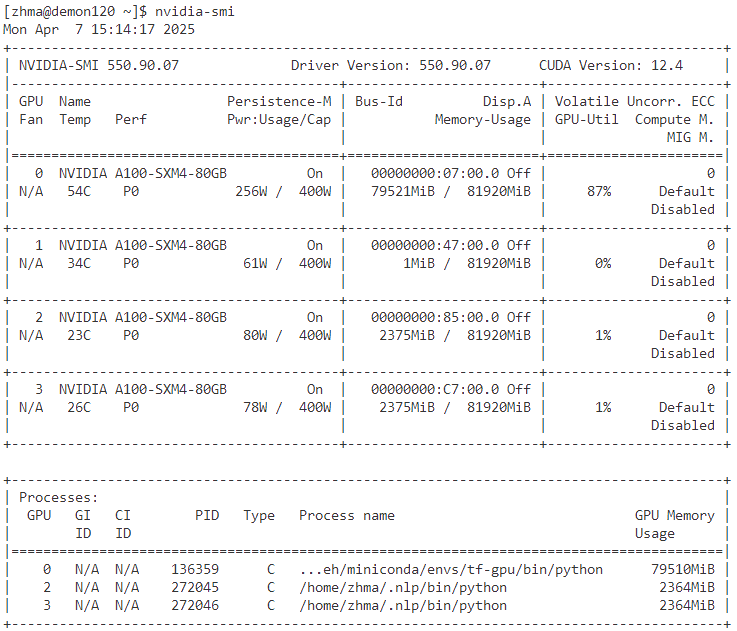 [zhma@demon120 ~]$ nvidia-smi
Mon Apr  7 15:14:17 2025
+-----------------------------------------------------------------------------------------+
| NVIDIA-SMI 550.90.07              Driver Version: 550.90.07      CUDA Version: 12.4     |
|-----------------------------------------+------------------------+----------------------+
| GPU  Name                 Persistence-M | Bus-Id          Disp.A | Volatile Uncorr. ECC |
| Fan  Temp   Perf          Pwr:Usage/Cap |           Memory-Usage | GPU-Util  Compute M. |
|                                         |                        |               MIG M. |
|=========================================+========================+======================|
|   0  NVIDIA A100-SXM4-80GB          On  |   00000000:07:00.0 Off |                    0 |
| N/A   54C    P0            256W /  400W |   79521MiB /  81920MiB |     87%      Default |
|                                         |                        |             Disabled |
+-----------------------------------------+------------------------+----------------------+
|   1  NVIDIA A100-SXM4-80GB          On  |   00000000:47:00.0 Off |                    0 |
| N/A   34C    P0             61W /  400W |       1MiB /  81920MiB |      0%      Default |
|                                         |                        |             Disabled |
+-----------------------------------------+------------------------+----------------------+
|   2  NVIDIA A100-SXM4-80GB          On  |   00000000:85:00.0 Off |                    0 |
| N/A   23C    P0             80W /  400W |    2375MiB /  81920MiB |      1%      Default |
|                                         |                        |             Disabled |
+-----------------------------------------+------------------------+----------------------+
|   3  NVIDIA A100-SXM4-80GB          On  |   00000000:C7:00.0 Off |                    0 |
| N/A   26C    P0             78W /  400W |    2375MiB /  81920MiB |      1%      Default |
|                                         |                        |             Disabled |
+-----------------------------------------+------------------------+----------------------+

+-----------------------------------------------------------------------------------------+
| Processes:                                                                              |
|  GPU   GI   CI        PID   Type   Process name                              GPU Memory |
|        ID   ID                                                               Usage      |
|=========================================================================================|
|    0   N/A  N/A    136359      C   ...eh/miniconda/envs/tf-gpu/bin/python      79510MiB |
|    2   N/A  N/A    272045      C   /home/zhma/.nlp/bin/python                   2364MiB |
|    3   N/A  N/A    272046      C   /home/zhma/.nlp/bin/python                   2364MiB |
+-----------------------------------------------------------------------------------------+